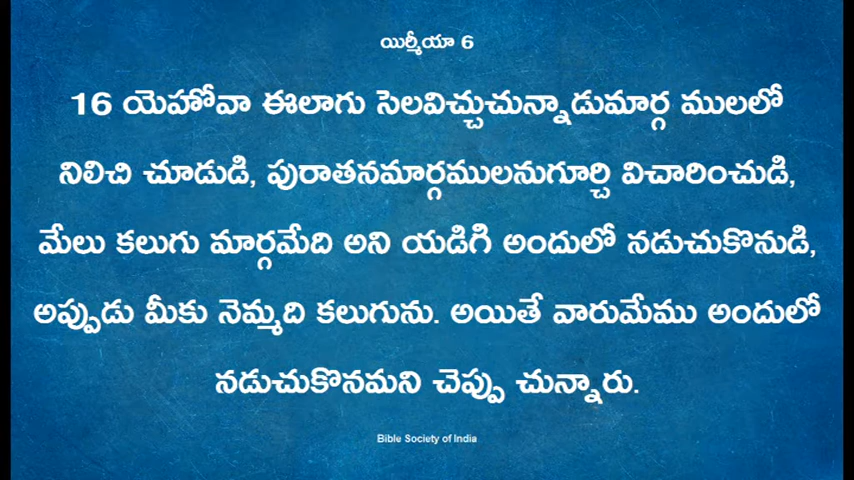 యిర్మీయా 6
16 యెహోవా ఈలాగు సెలవిచ్చుచున్నాడుమార్గ ములలో
నిలిచి చూడుడి, పురాతనమార్గములనుగూర్చి విచారించుడి,
మేలు కలుగు మార్గమేది అని యడిగి అందులో నడుచుకొనుడి,
అప్పుడు మీకు నెమ్మది కలుగును. అయితే వారుమేము అందులో
నడుచుకొనమని చెప్పు చున్నారు.
Bible Society of India